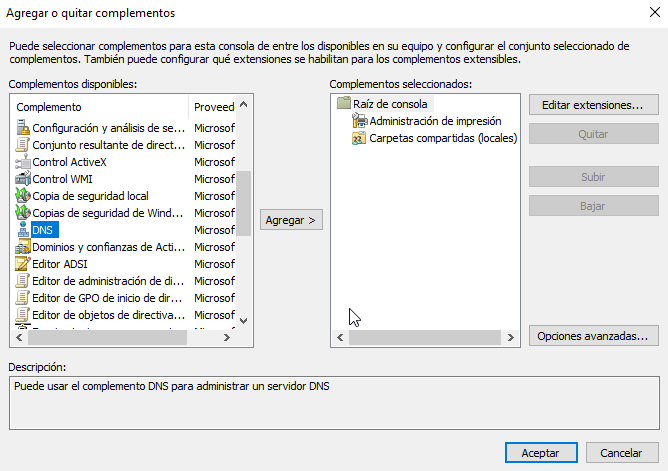 Agregar o quitar complementos
Puede seleccionar complementos para esta consola de entre los disponibles en su equipo y configurar el conjunto seleccionado de
complementos. También puede configurar qué extensiones se habilitan para los complementos extensibles.
Complementos disponibles:
Complemento Proveed
Configuración y análisis de se... Microsof
Conjunto resultante de direct... Microsof
Control ActiveX Microsof
Control WMI Microsof
Copia de seguridad local Microsof
Copias de seguridad de Wind... Microsof
DNS Microsof
Dominios y confianzas de Acti... Microsof
Editor ADSI Microsof
Editor de administración de di... Microsof
Editor de GPO de inicio de dir... Microsof
Editor de objetos de directiva... Microsof
Agregar >
Complementos seleccionados:
Raíz de consola
Administración de impresión
Carpetas compartidas (locales)
Editar extensiones...
Quitar
Subir
Bajar
Opciones avanzadas...
Descripción:
Puede usar el complemento DNS para administrar un servidor DNS
Aceptar
Cancelar